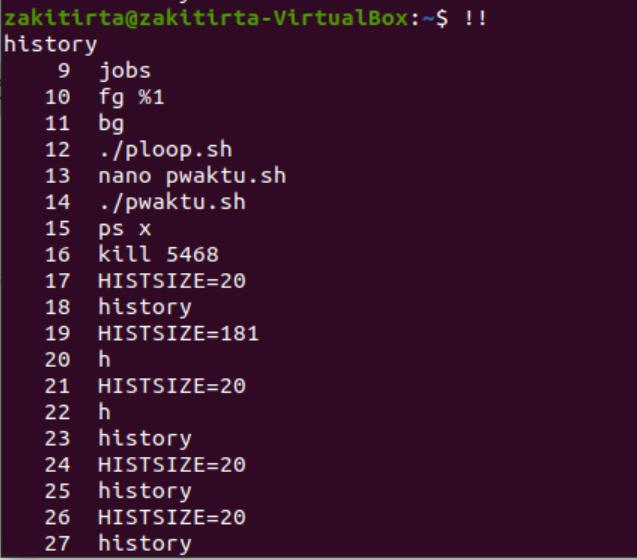 zakitirta@zakitirta-VirtualBox:~$ !!
history
9 jobs
10 fg %1
11 bg
12 ./ploop.sh
13 nano pwaktu.sh
14 ./pwaktu.sh
15 ps x
16 kill 5468
17 HISTSIZE=20
18 history
19 HISTSIZE=181
20 h
21 HISTSIZE=20
22 h
23 history
24 HISTSIZE=20
25 history
26 HISTSIZE=20
27 history